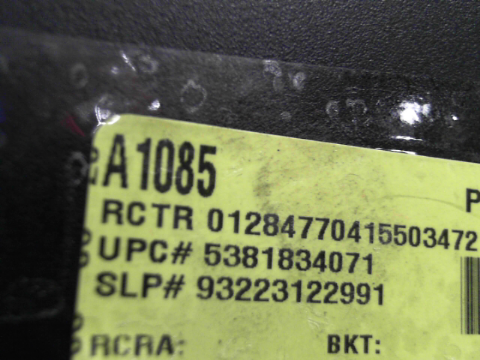 A1085
P
RCTR 01284770415503472
UPC# 5381834071
SLP# 93223122991
RCRA: BKT: